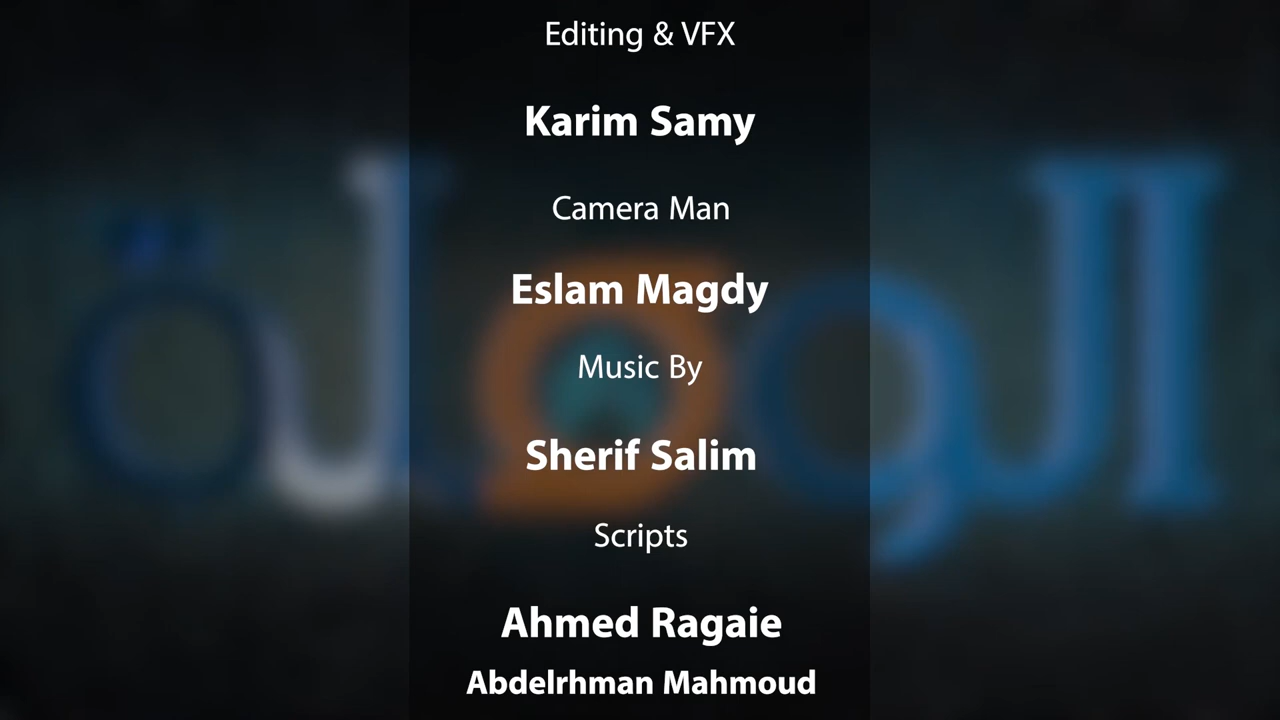 Editing & VFX
Karim Samy
Camera Man
Eslam Magdy
Music By
Sherif Salim
Scripts
Ahmed Ragaie
Abdelrhman Mahmoud